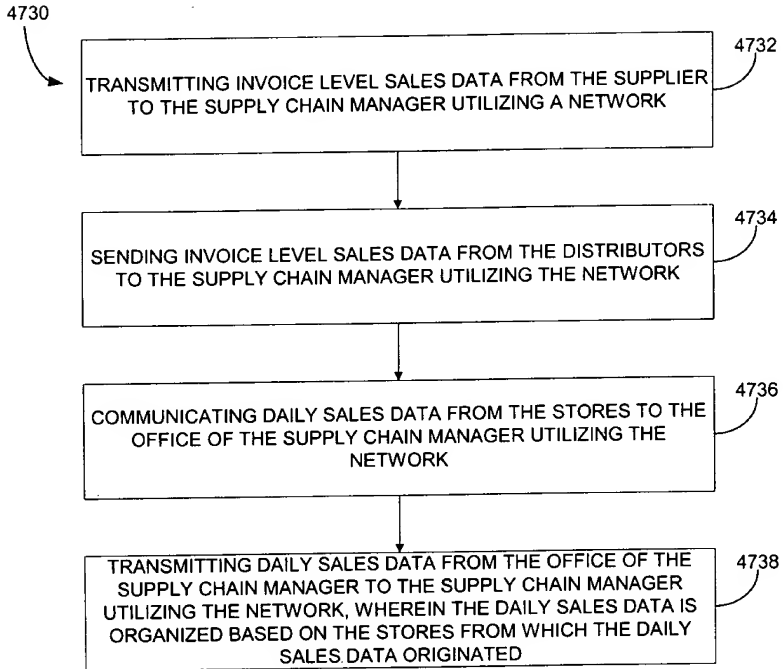 4730
4732
TRANSMITTING INVOICE LEVEL SALES DATA FROM THE SUPPLIER
TO THE SUPPLY CHAIN MANAGER UTILIZING A NETWORK
4734
SENDING INVOICE LEVEL SALES DATA FROM THE DISTRIBUTORS
TO THE SUPPLY CHAIN MANAGER UTILIZING THE NETWORK
4736
COMMUNICATING DAILY SALES DATA FROM THE STORES TO THE
OFFICE OF THE SUPPLY CHAIN MANAGER UTILIZING THE
NETWORK
4738
TRANSMITTING DAILY SALES DATA FROM THE OFFICE OF THE
SUPPLY CHAIN MANAGER TO THE SUPPLY CHAIN MANAGER
UTILIZING THE NETWORK, WHEREIN THE DAILY SALES DATA IS
ORGANIZED BASED ON THE STORES FROM WHICH THE DAILY
SALES DATA ORIGINATED